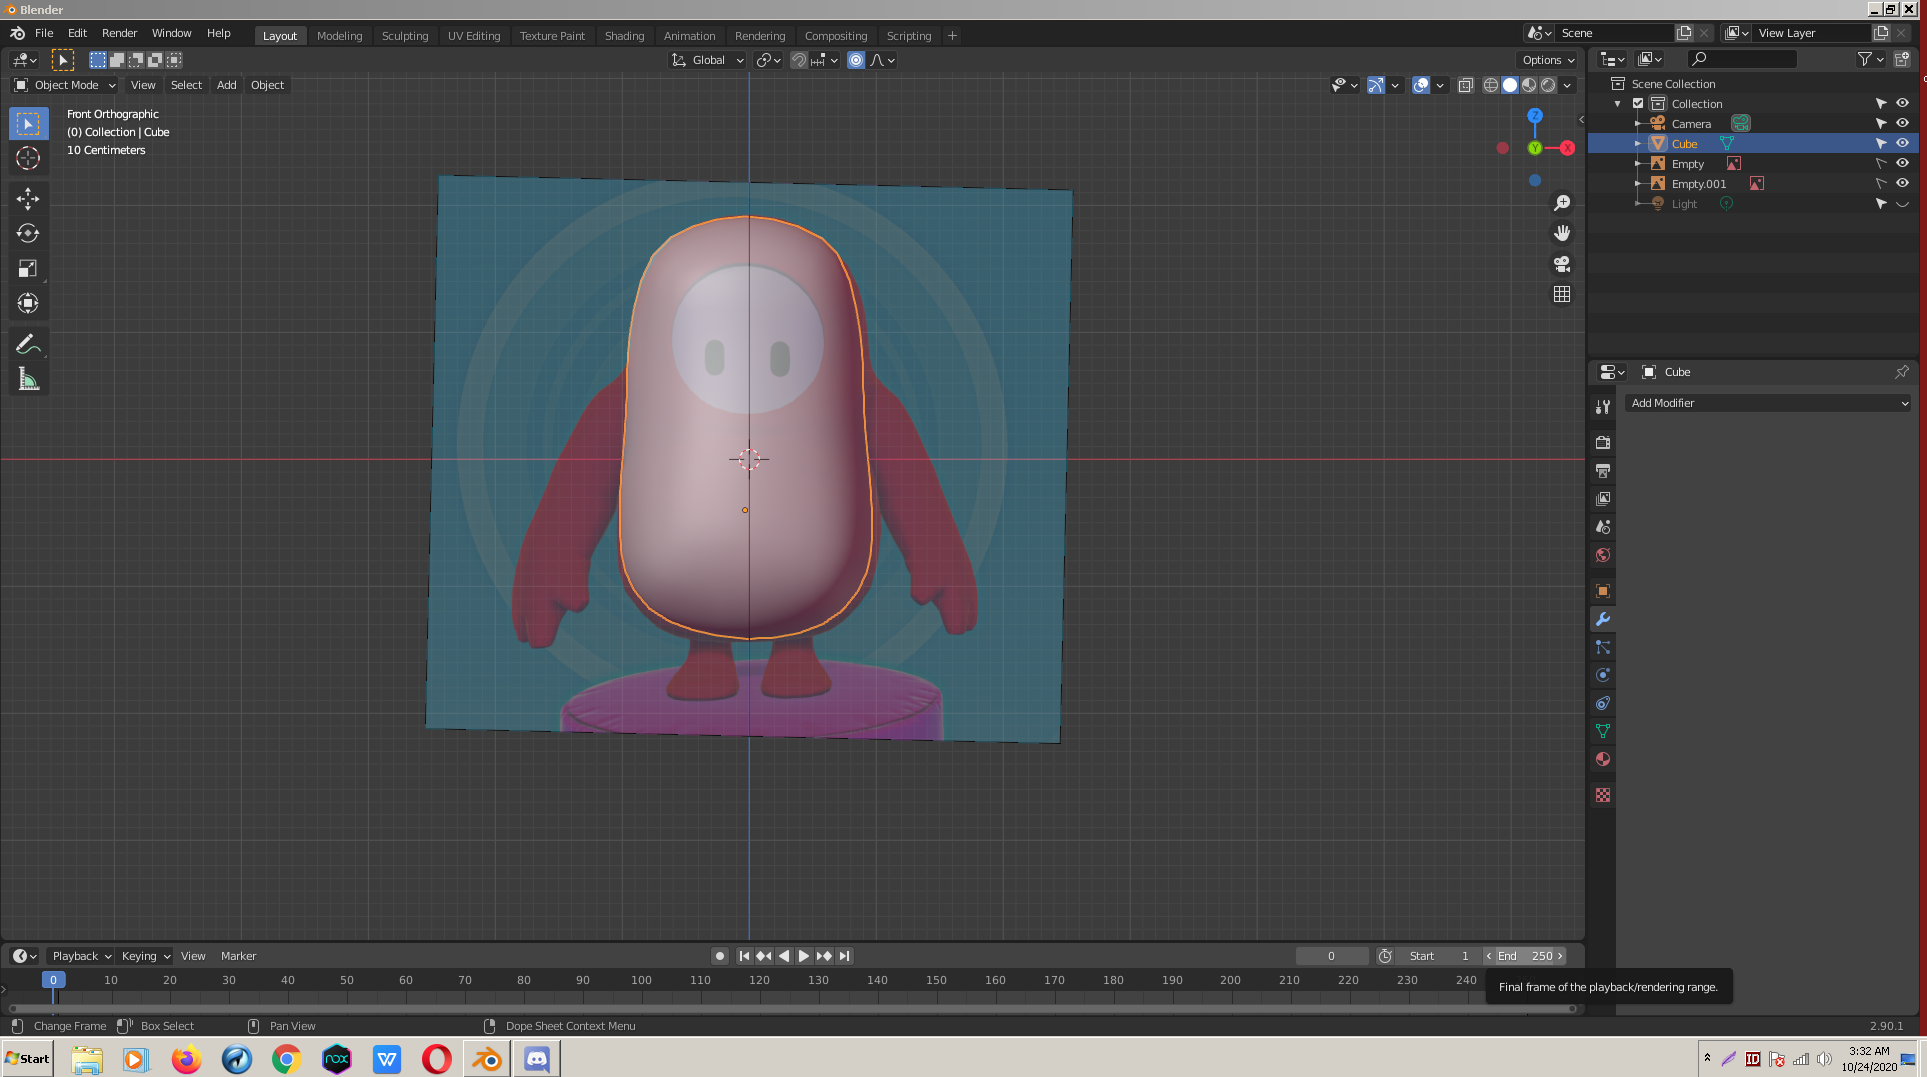 Blender
File Edit Render Window Help
Layout Modeling Sculpting UV Editing Texture Paint Shading Animation Rendering Compositing Scripting +
Scene View Layer
Global Options
Object Mode View Select Add Object
Front Orthographic
(0) Collection | Cube
10 Centimeters
Z
Y X
Scene Collection
Collection
Camera
Cube
Empty
Empty.001
Light
Cube
Add Modifier
Playback Keying View Marker
0 Start 1 End 250
0 10 20 30 40 50 60 70 80 90 100 110 120 130 140 150 160 170 180 190 200 210 220 230 240
Final frame of the playback/rendering range.
Change Frame Box Select Pan View Dope Sheet Context Menu 2.90.1
Start nox W ID 3:32 AM
10/24/2020